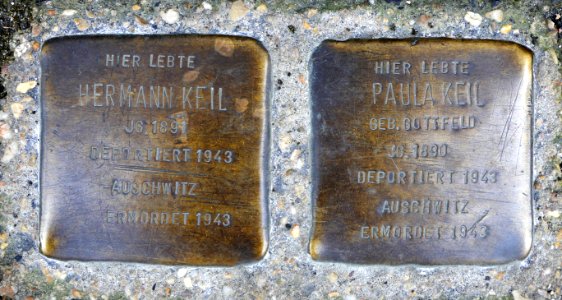 HIER LEBTE
HERMANN KEIL
JG. 1891
DEPORTIERT 1943
AUSCHWITZ
ERMORDET 1943
HIER LEBTE
PAULA KEIL
GEB. GOTTFELD
JG. 1890
DEPORTIERT 1943
AUSCHWITZ
ERMORDET 1943